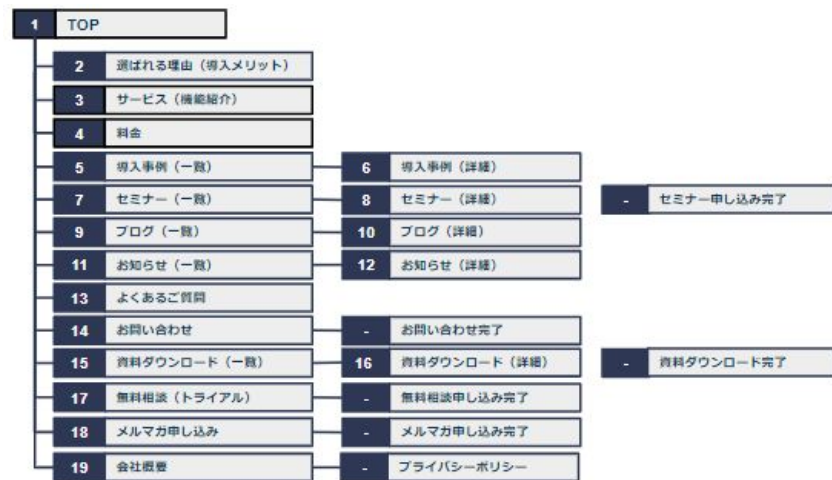 1 TOP
2 選ばれる理由（導入メリット）
3 サービス（機能紹介）
4 料金
5 導入事例（一覧） 6 導入事例（詳細）
7 セミナー（一覧） 8 セミナー（詳細） - セミナー申し込み完了
9 ブログ（一覧） 10 ブログ（詳細）
11 お知らせ（一覧） 12 お知らせ（詳細）
13 よくあるご質問
14 お問い合わせ - お問い合わせ完了
15 資料ダウンロード（一覧） 16 資料ダウンロード（詳細） - 資料ダウンロード完了
17 無料相談（トライアル） - 無料相談申し込み完了
18 メルマガ申し込み - メルマガ申し込み完了
19 会社概要 - プライバシーポリシー